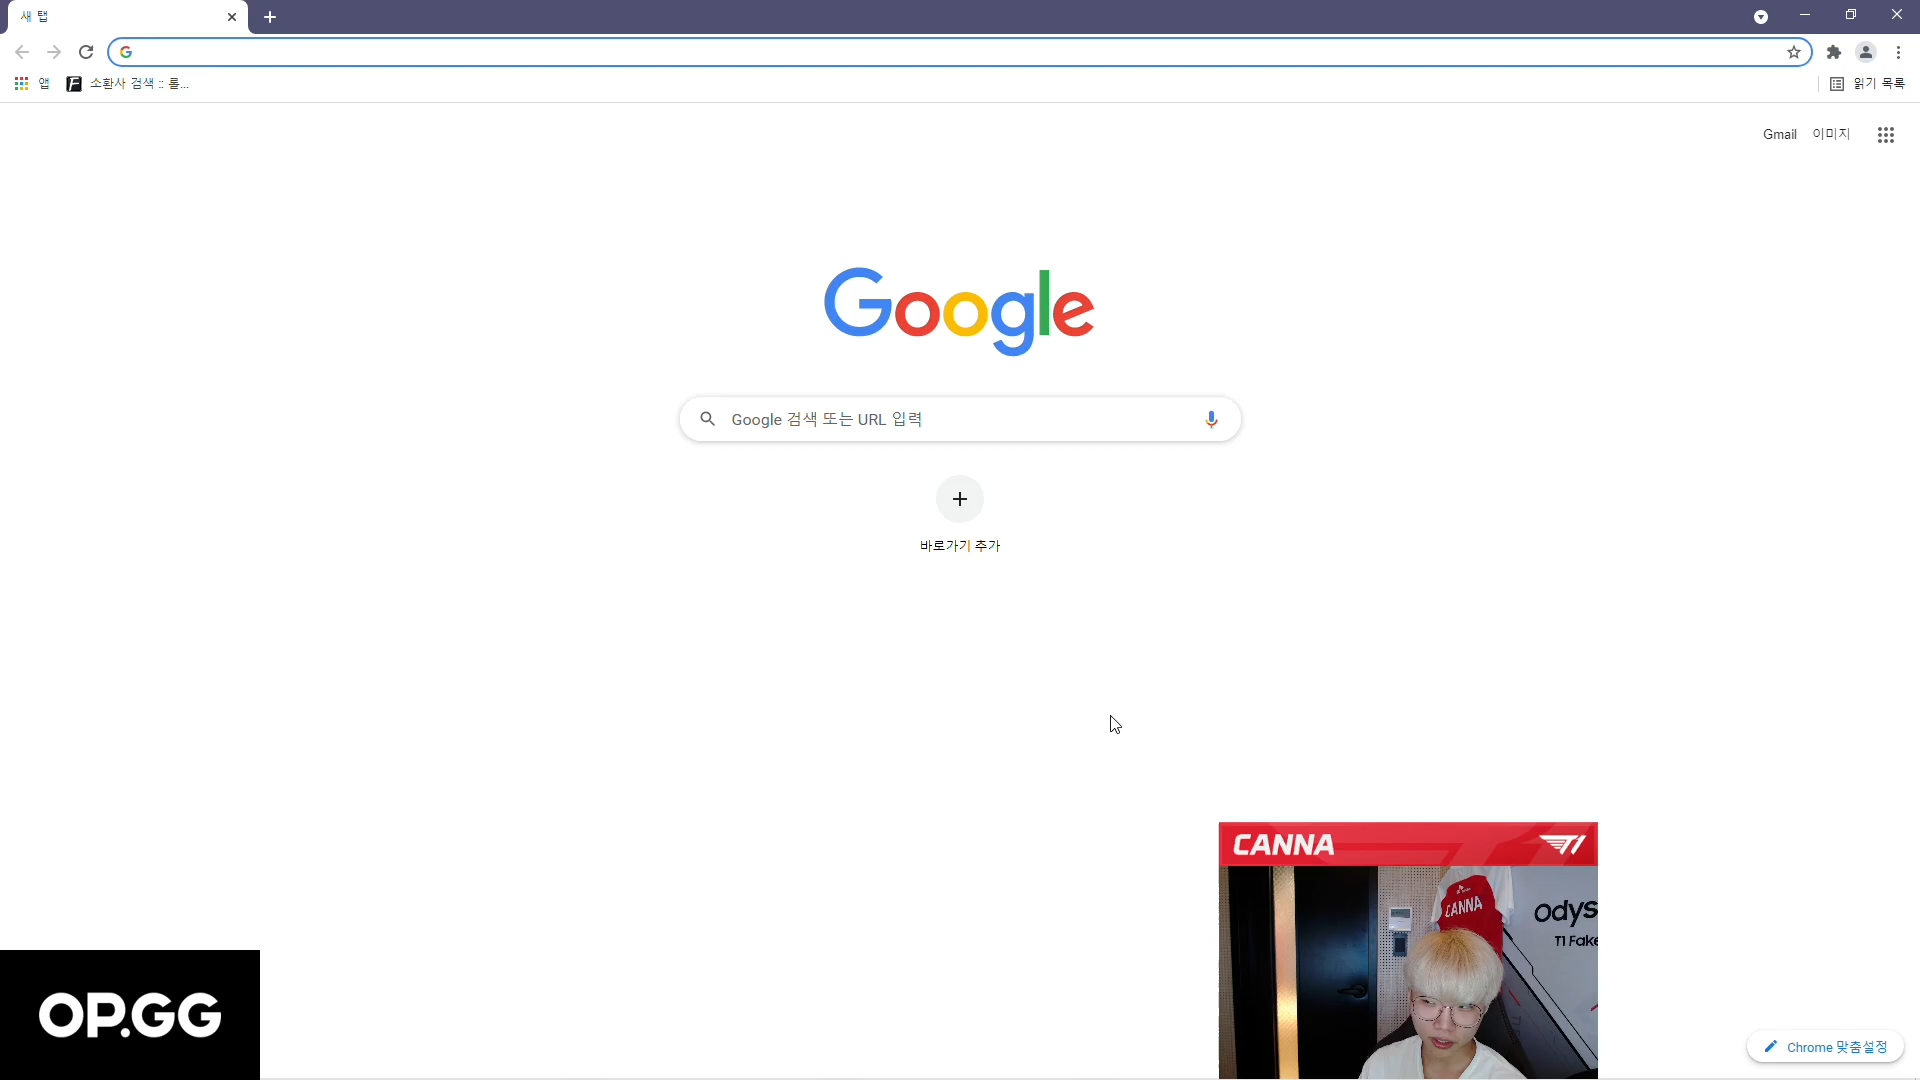 새 탭
앱
소환사 검색 :: 롤...
읽기 목록
Gmail
이미지
Google
Google 검색 또는 URL 입력
바로가기 추가
CANNA
T1
CANNA
odys
T1 Fake
OP.GG
Chrome 맞춤설정